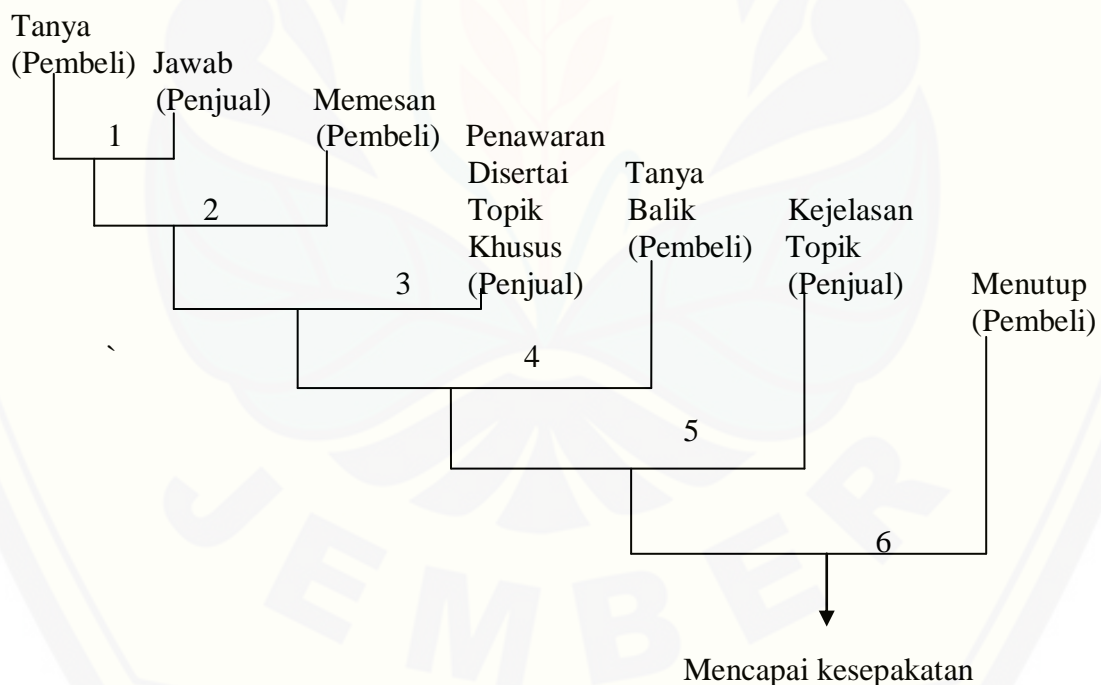 Tanya
(Pembeli)
Jawab
(Penjual)
Memesan
(Pembeli)
Penawaran
Disertai
Topik
Khusus
(Penjual)
Tanya
Balik
(Pembeli)
Kejelasan
Topik
(Penjual)
Menutup
(Pembeli)
1
2
3
`
4
5
6
Mencapai kesepakatan
JEMBER